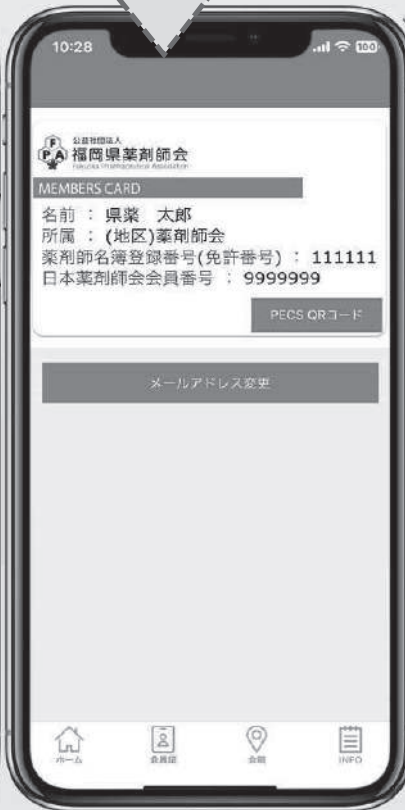 10:28
100
公益社団法人
福岡県薬剤師会
Fukuoka Pharmaceutical Association
MEMBERS CARD
名前 : 県薬 太郎
所属 : (地区)薬剤師会
薬剤師名簿登録番号(免許番号) : 111111
日本薬剤師会会員番号 : 9999999
PECS QRコード
メールアドレス変更
ホーム 会員証 会館 INFO